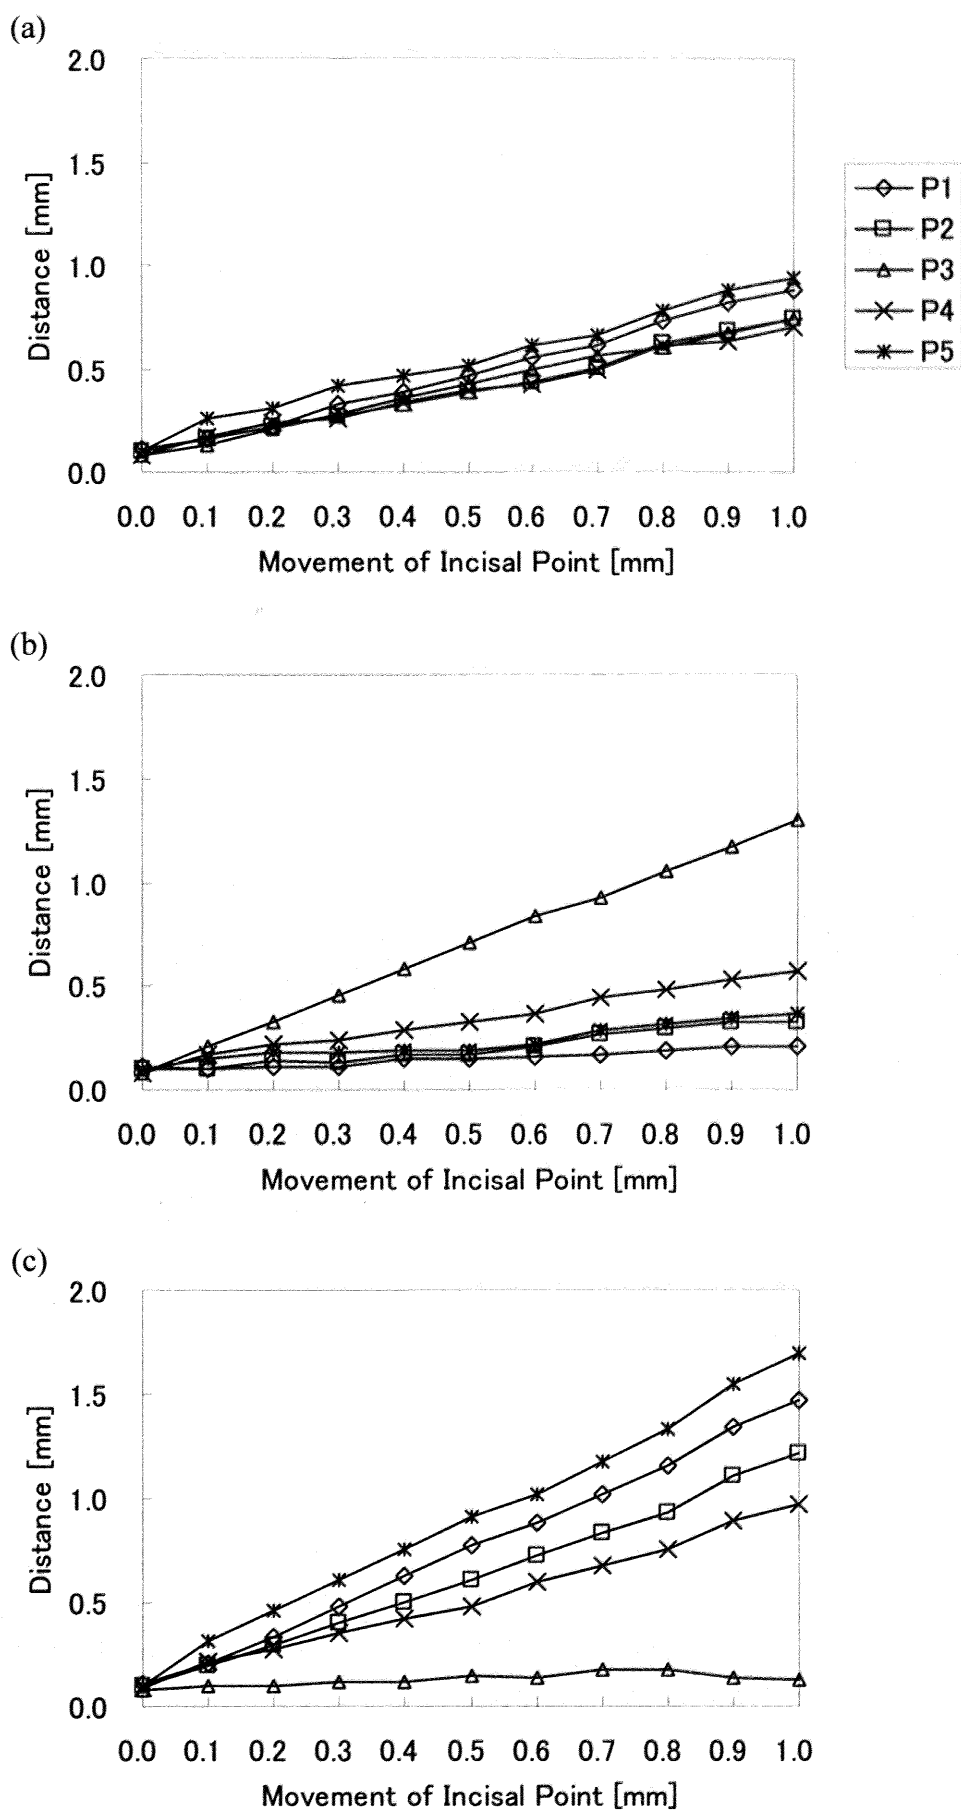 (a)
2.0
1.5
1.0
0.5
0.0
Distance [mm]
0.0 0.1 0.2 0.3 0.4 0.5 0.6 0.7 0.8 0.9 1.0
Movement of Incisal Point [mm]
P1
P2
P3
P4
P5
(b)
2.0
1.5
1.0
0.5
0.0
Distance [mm]
0.0 0.1 0.2 0.3 0.4 0.5 0.6 0.7 0.8 0.9 1.0
Movement of Incisal Point [mm]
(c)
2.0
1.5
1.0
0.5
0.0
Distance [mm]
0.0 0.1 0.2 0.3 0.4 0.5 0.6 0.7 0.8 0.9 1.0
Movement of Incisal Point [mm]